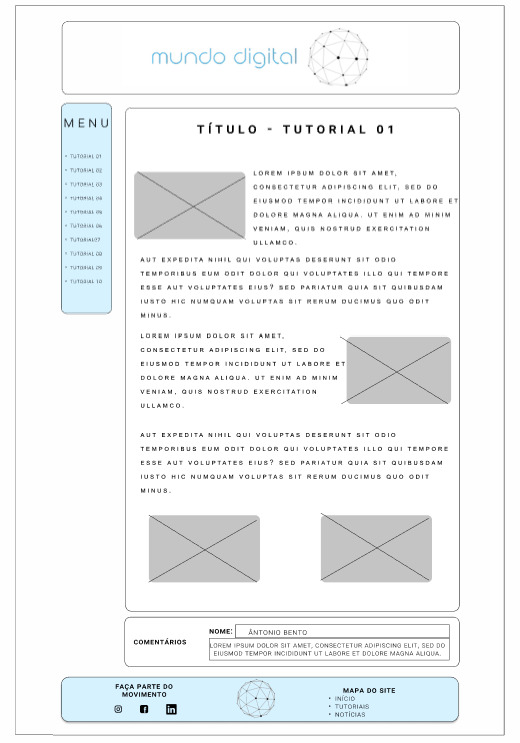 mundo digital
MENU
TUTORIAL 01
TUTORIAL 02
TUTORIAL 03
TUTORIAL 04
TUTORIAL 05
TUTORIAL 06
TUTORIAL07
TUTORIAL 08
TUTORIAL 09
TUTORIAL 10
TÍTULO - TUTORIAL 01
LOREM IPSUM DOLOR SIT AMET,
CONSECTETUR ADIPISCING ELIT, SED DO
EIUSMOD TEMPOR INCIDIDUNT UT LABORE ET
DOLORE MAGNA ALIQUA. UT ENIM AD MINIM
VENIAM, QUIS NOSTRUD EXERCITATION
ULLAMCO.
AUT EXPEDITA NIHIL QUI VOLUPTAS DESERUNT SIT ODIO
TEMPORIBUS EUM ODIT DOLOR QUI VOLUPTATES ILLO QUI TEMPORE
ESSE AUT VOLUPTATES EIUS? SED PARIATUR QUIA SIT QUIBUSDAM
IUSTO HIC NUMQUAM VOLUPTAS SIT RERUM DUCIMUS QUO ODIT
MINUS.
LOREM IPSUM DOLOR SIT AMET,
CONSECTETUR ADIPISCING ELIT, SED DO
EIUSMOD TEMPOR INCIDIDUNT UT LABORE ET
DOLORE MAGNA ALIQUA. UT ENIM AD MINIM
VENIAM, QUIS NOSTRUD EXERCITATION
ULLAMCO.
AUT EXPEDITA NIHIL QUI VOLUPTAS DESERUNT SIT ODIO
TEMPORIBUS EUM ODIT DOLOR QUI VOLUPTATES ILLO QUI TEMPORE
ESSE AUT VOLUPTATES EIUS? SED PARIATUR QUIA SIT QUIBUSDAM
IUSTO HIC NUMQUAM VOLUPTAS SIT RERUM DUCIMUS QUO ODIT
MINUS.
COMENTÁRIOS
NOME: ÂNTONIO BENTO
LOREM IPSUM DOLOR SIT AMET, CONSECTETUR ADIPISCING ELIT, SED DO
EIUSMOD TEMPOR INCIDIDUNT UT LABORE ET DOLORE MAGNA ALIQUA.
FAÇA PARTE DO
MOVIMENTO
MAPA DO SITE
INÍCIO
TUTORIAIS
NOTÍCIAS